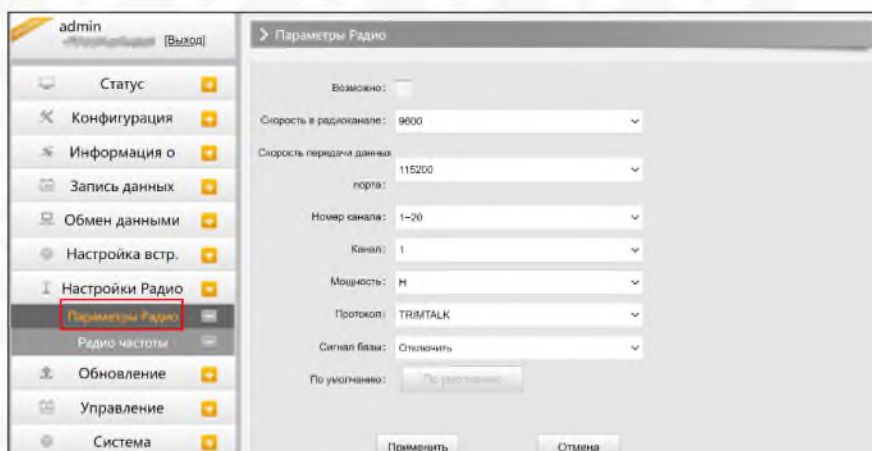 admin
[Выход]
Статус
Конфигурация
Информация о
Запись данных
Обмен данными
Настройка встр.
Настройки Радио
Параметры Радио
Радио частоты
Обновление
Управление
Система
Параметры Радио
Возможно:
Скорость в радиоканале: 9600
Скорость передачи данных
порта: 115200
Номер канала: 1~20
Канал: 1
Мощность: H
Протокол: TRIMTALK
Сигнал базы: Отключить
По умолчанию: По умолчанию
Применить Отмена